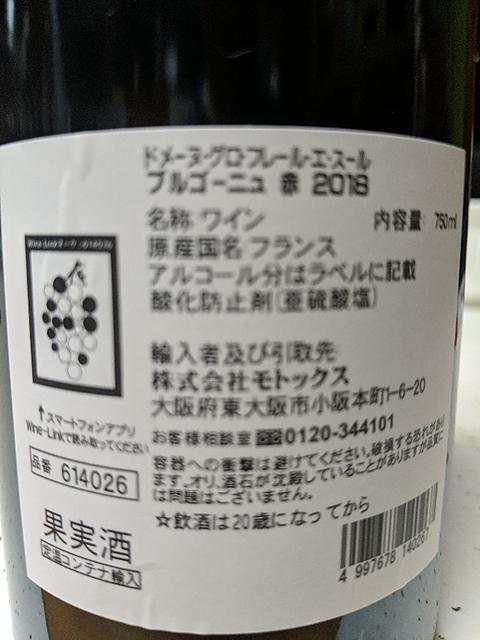 ドメーヌ・グロ・フレール・エ・スール
ブルゴーニュ 赤 2018
名称 ワイン 内容量: 750ml
原産国名 フランス
アルコール分はラベルに記載
酸化防止剤(亜硫酸塩)
輸入者及び引取先
株式会社モトックス
大阪府東大阪市小阪本町1-6-20
お客様相談室 0120-344101
容器への衝撃は避けてください。破損する恐れがあり
ます。オリ、酒石が沈殿していることがありますが品質に
は問題はございません。
☆飲酒は20歳になってから
Wine-Linkマーク:614026
↑スマートフォンアプリ
Wine-Linkで読み取ってください
品番 614026
果実酒
定温コンテナ輸入
4 997678 140267